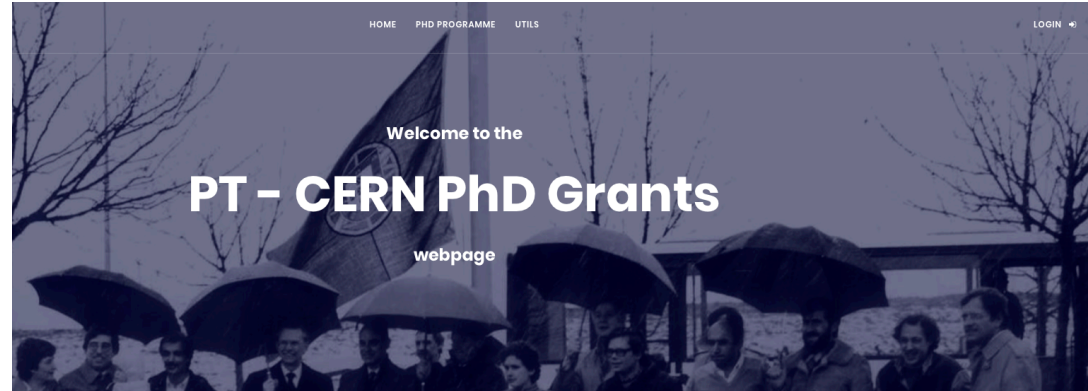 HOME PHD PROGRAMME UTILS LOGIN
Welcome to the
PT - CERN PhD Grants
webpage